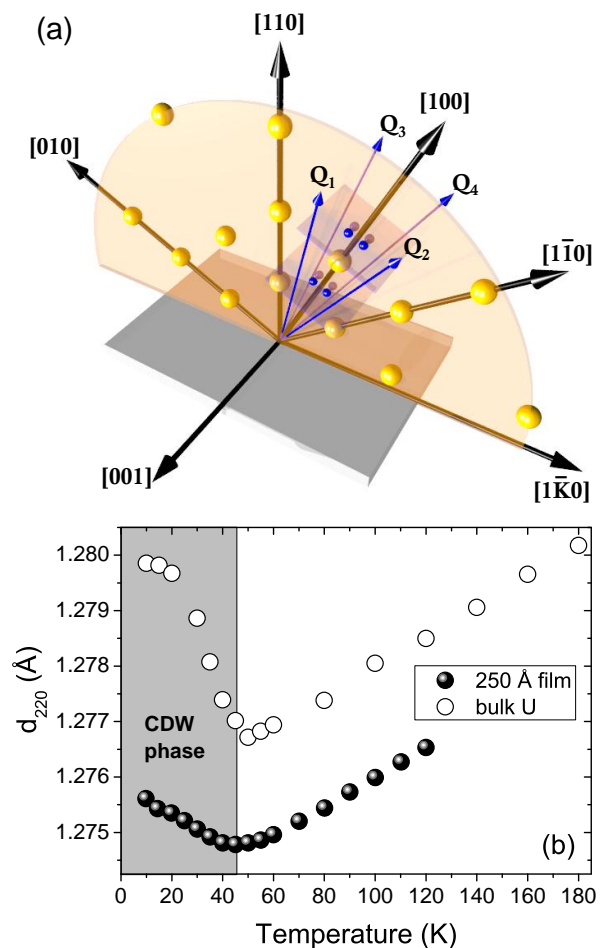 (a)
[110]
[100]
Q3
[010]
Q1
Q4
Q2
[11̄0]
[001]
[1K̄0]
1.280
1.279
1.278
1.277
1.276
1.275
d220 (Å)
CDW
phase
250 Å film
bulk U
(b)
0 20 40 60 80 100 120 140 160 180
Temperature (K)